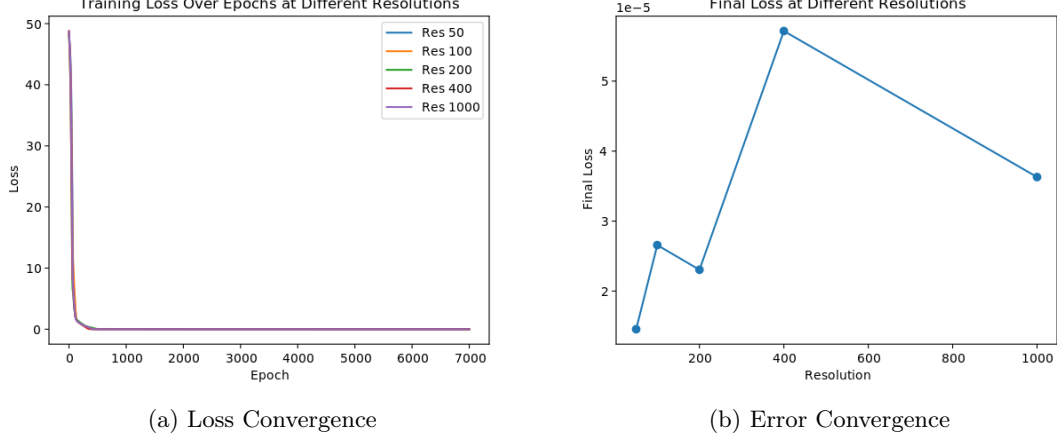 Training Loss Over Epochs at Different Resolutions
50
40
30
20
10
0
Loss
0 1000 2000 3000 4000 5000 6000 7000
Epoch
Res 50
Res 100
Res 200
Res 400
Res 1000
(a) Loss Convergence
Final Loss at Different Resolutions
1e−5
5
4
3
2
Final Loss
200 400 600 800 1000
Resolution
(b) Error Convergence